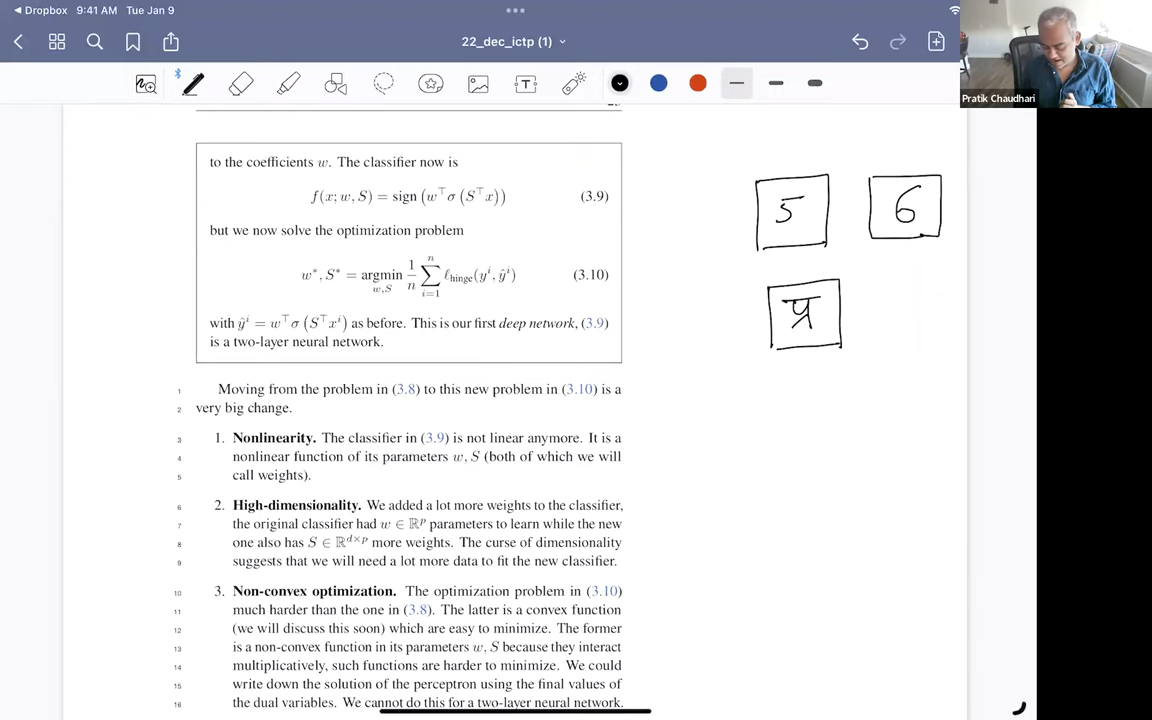 Dropbox 9:41 AM Tue Jan 9
22_dec_ictp (1)
Pratik Chaudhari
to the coefficients w. The classifier now is
f(x; w, S) = sign (w⊤σ (S⊤x)) (3.9)
but we now solve the optimization problem
w*, S* = argmin_{w,S} 1/n ∑_{i=1}^{n} ℓ_hinge(yⁱ, ŷⁱ) (3.10)
with ŷⁱ = w⊤σ (S⊤xⁱ) as before. This is our first deep network, (3.9)
is a two-layer neural network.
1 Moving from the problem in (3.8) to this new problem in (3.10) is a
2 very big change.
3 1. Nonlinearity. The classifier in (3.9) is not linear anymore. It is a
4 nonlinear function of its parameters w, S (both of which we will
5 call weights).
6 2. High-dimensionality. We added a lot more weights to the classifier,
7 the original classifier had w ∈ ℝᵖ parameters to learn while the new
8 one also has S ∈ ℝᵈˣᵖ more weights. The curse of dimensionality
9 suggests that we will need a lot more data to fit the new classifier.
10 3. Non-convex optimization. The optimization problem in (3.10)
11 much harder than the one in (3.8). The latter is a convex function
12 (we will discuss this soon) which are easy to minimize. The former
13 is a non-convex function in its parameters w, S because they interact
14 multiplicatively, such functions are harder to minimize. We could
15 write down the solution of the perceptron using the final values of
16 the dual variables. We cannot do this for a two-layer neural network.
5 6
प्र